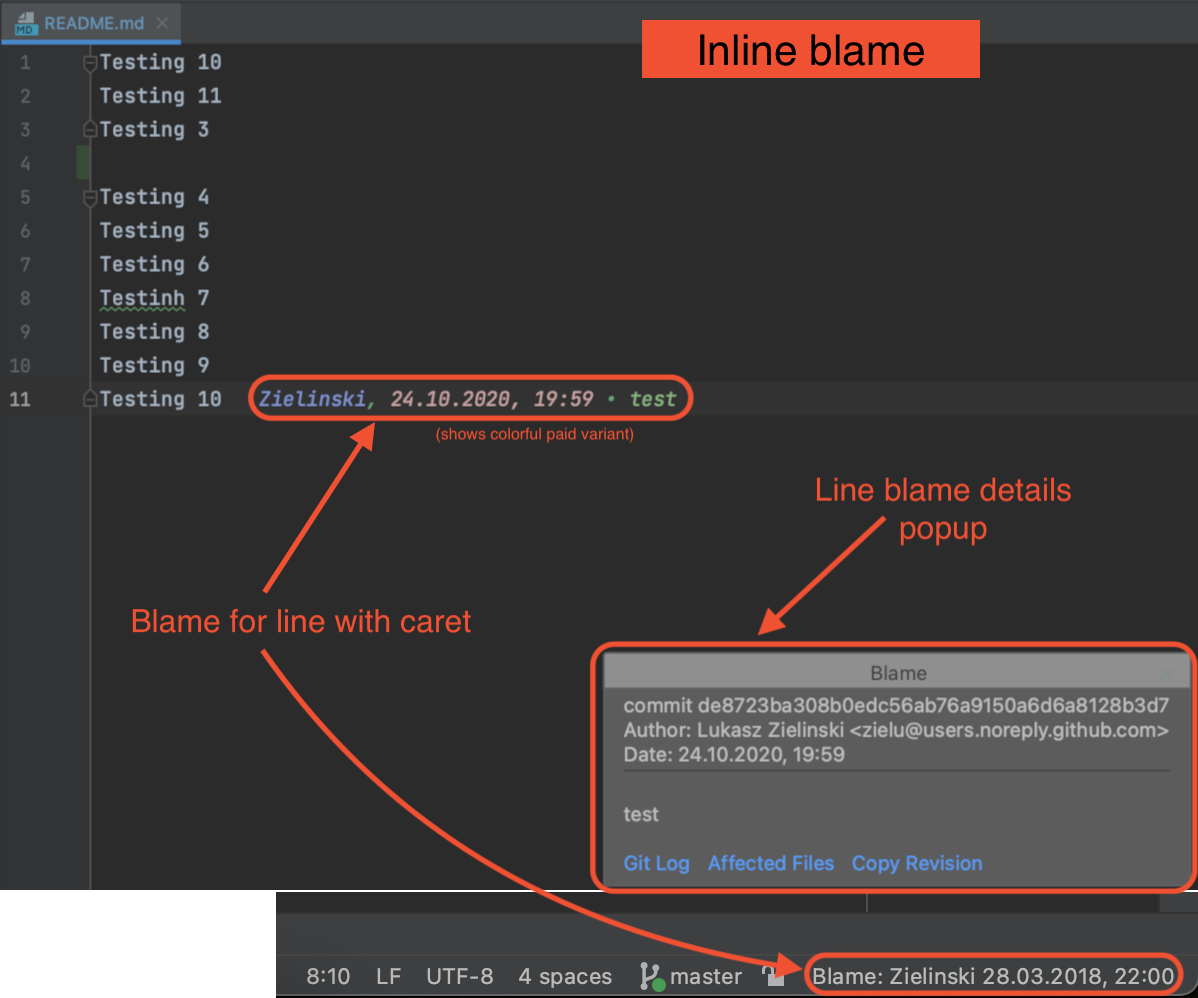 README.md
Inline blame
1 Testing 10
2 Testing 11
3 Testing 3
4
5 Testing 4
6 Testing 5
7 Testing 6
8 Testinh 7
9 Testing 8
10 Testing 9
11 Testing 10 Zielinski, 24.10.2020, 19:59 • test
(shows colorful paid variant)
Line blame details
popup
Blame for line with caret
Blame
commit de8723ba308b0edc56ab76a9150a6d6a8128b3d7
Author: Lukasz Zielinski <zielu@users.noreply.github.com>
Date: 24.10.2020, 19:59
test
Git Log Affected Files Copy Revision
8:10 LF UTF-8 4 spaces master Blame: Zielinski 28.03.2018, 22:00